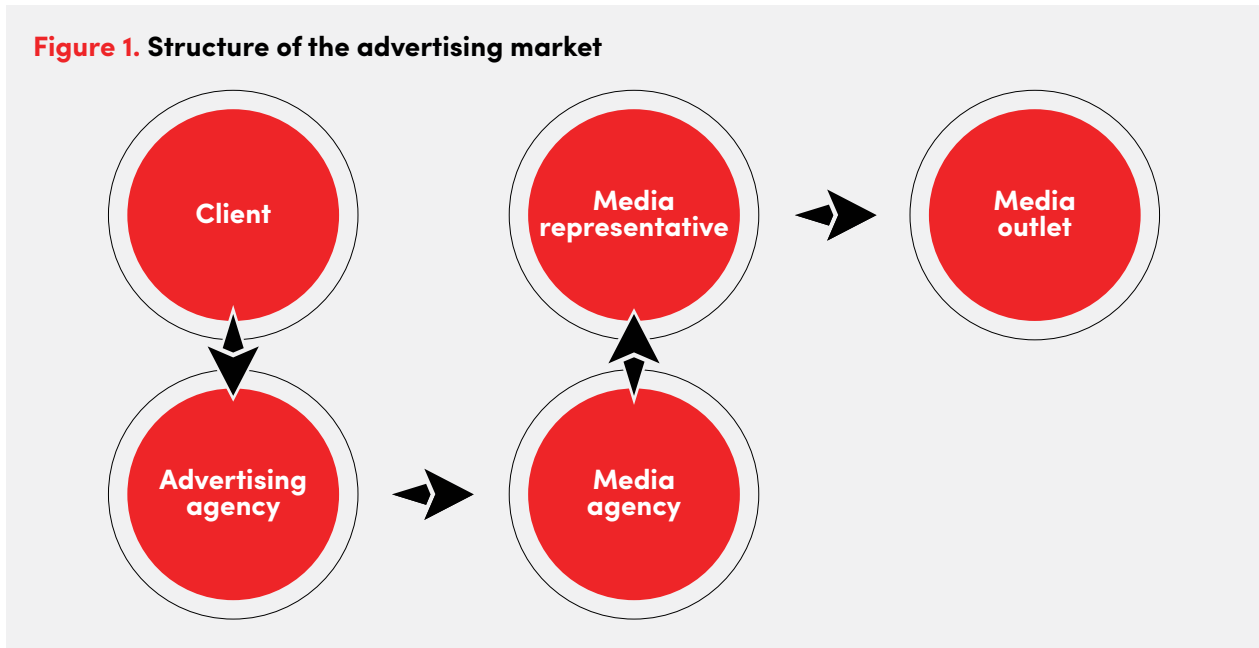 Figure 1. Structure of the advertising market
Client
Advertising
agency
Media
agency
Media
representative
Media
outlet